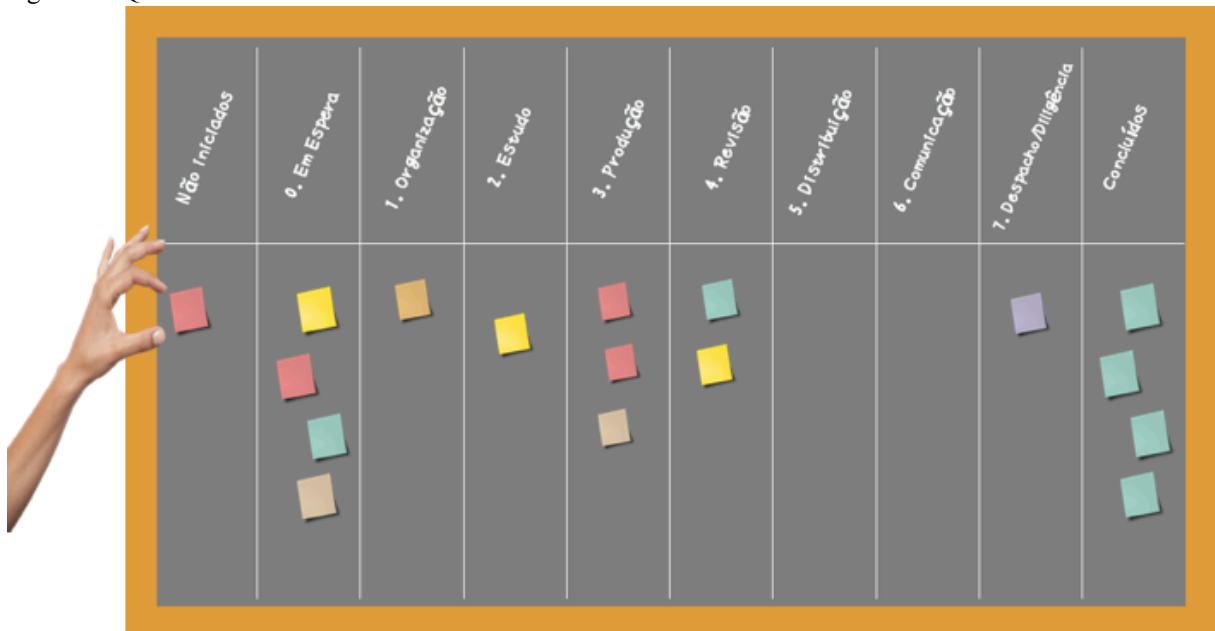 Não Iniciados
0. Em Espera
1. Organização
2. Estudo
3. Produção
4. Revisão
5. Distribuição
6. Comunicação
7. Despacho/Diligência
Concluídos